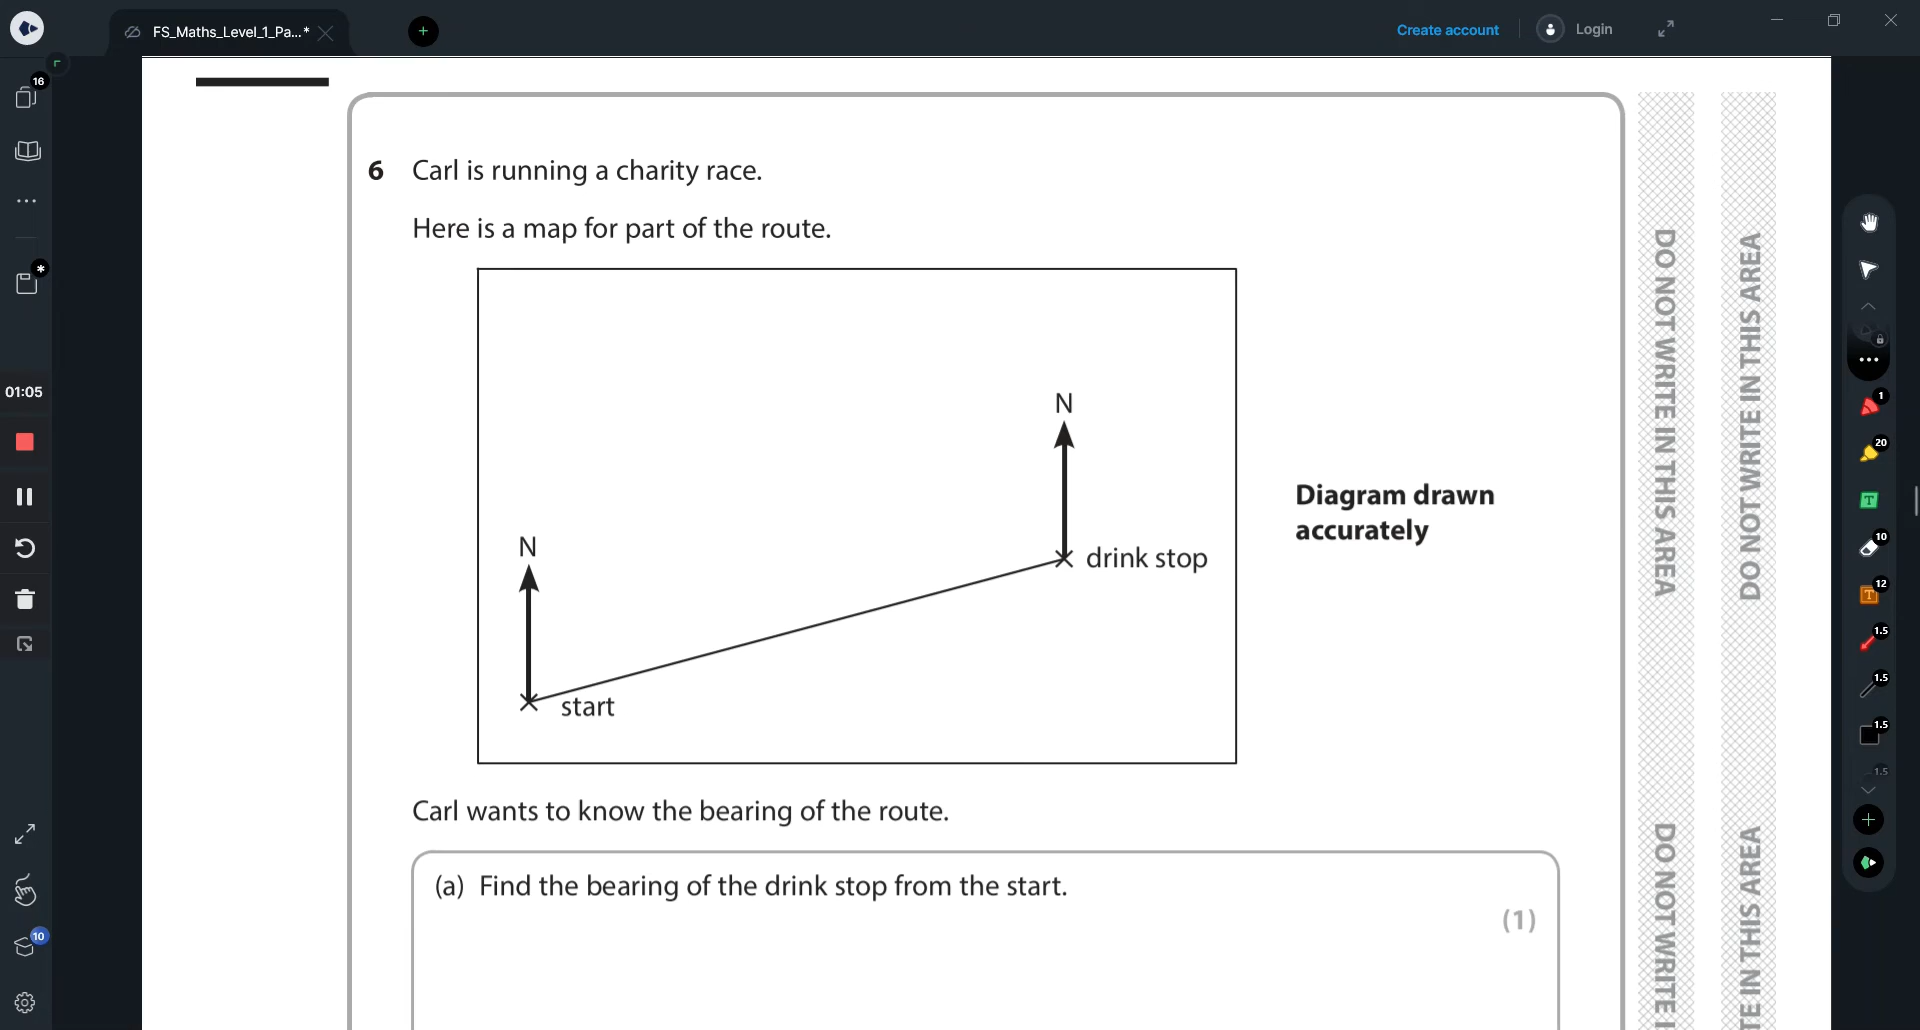 FS_Maths_Level_1_Pa...*
Create account
Login
16
01:05
10
6 Carl is running a charity race.
Here is a map for part of the route.
N
N
drink stop
start
Diagram drawn
accurately
Carl wants to know the bearing of the route.
(a) Find the bearing of the drink stop from the start.
(1)
DO NOT WRITE IN THIS AREA
DO NOT WRITE IN THIS AREA
DO NOT WRITE I
TE IN THIS AREA
1
20
T
10
12
T
1.5
1.5
1.5
1.5